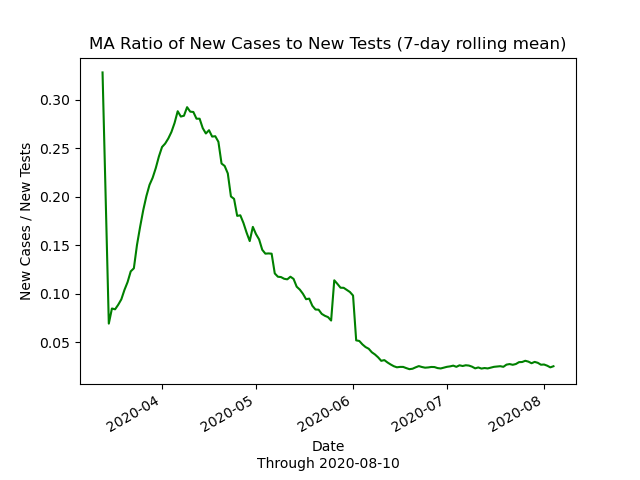 MA Ratio of New Cases to New Tests (7-day rolling mean)
New Cases / New Tests
0.30
0.25
0.20
0.15
0.10
0.05
2020-04
2020-05
2020-06
2020-07
2020-08
Date
Through 2020-08-10